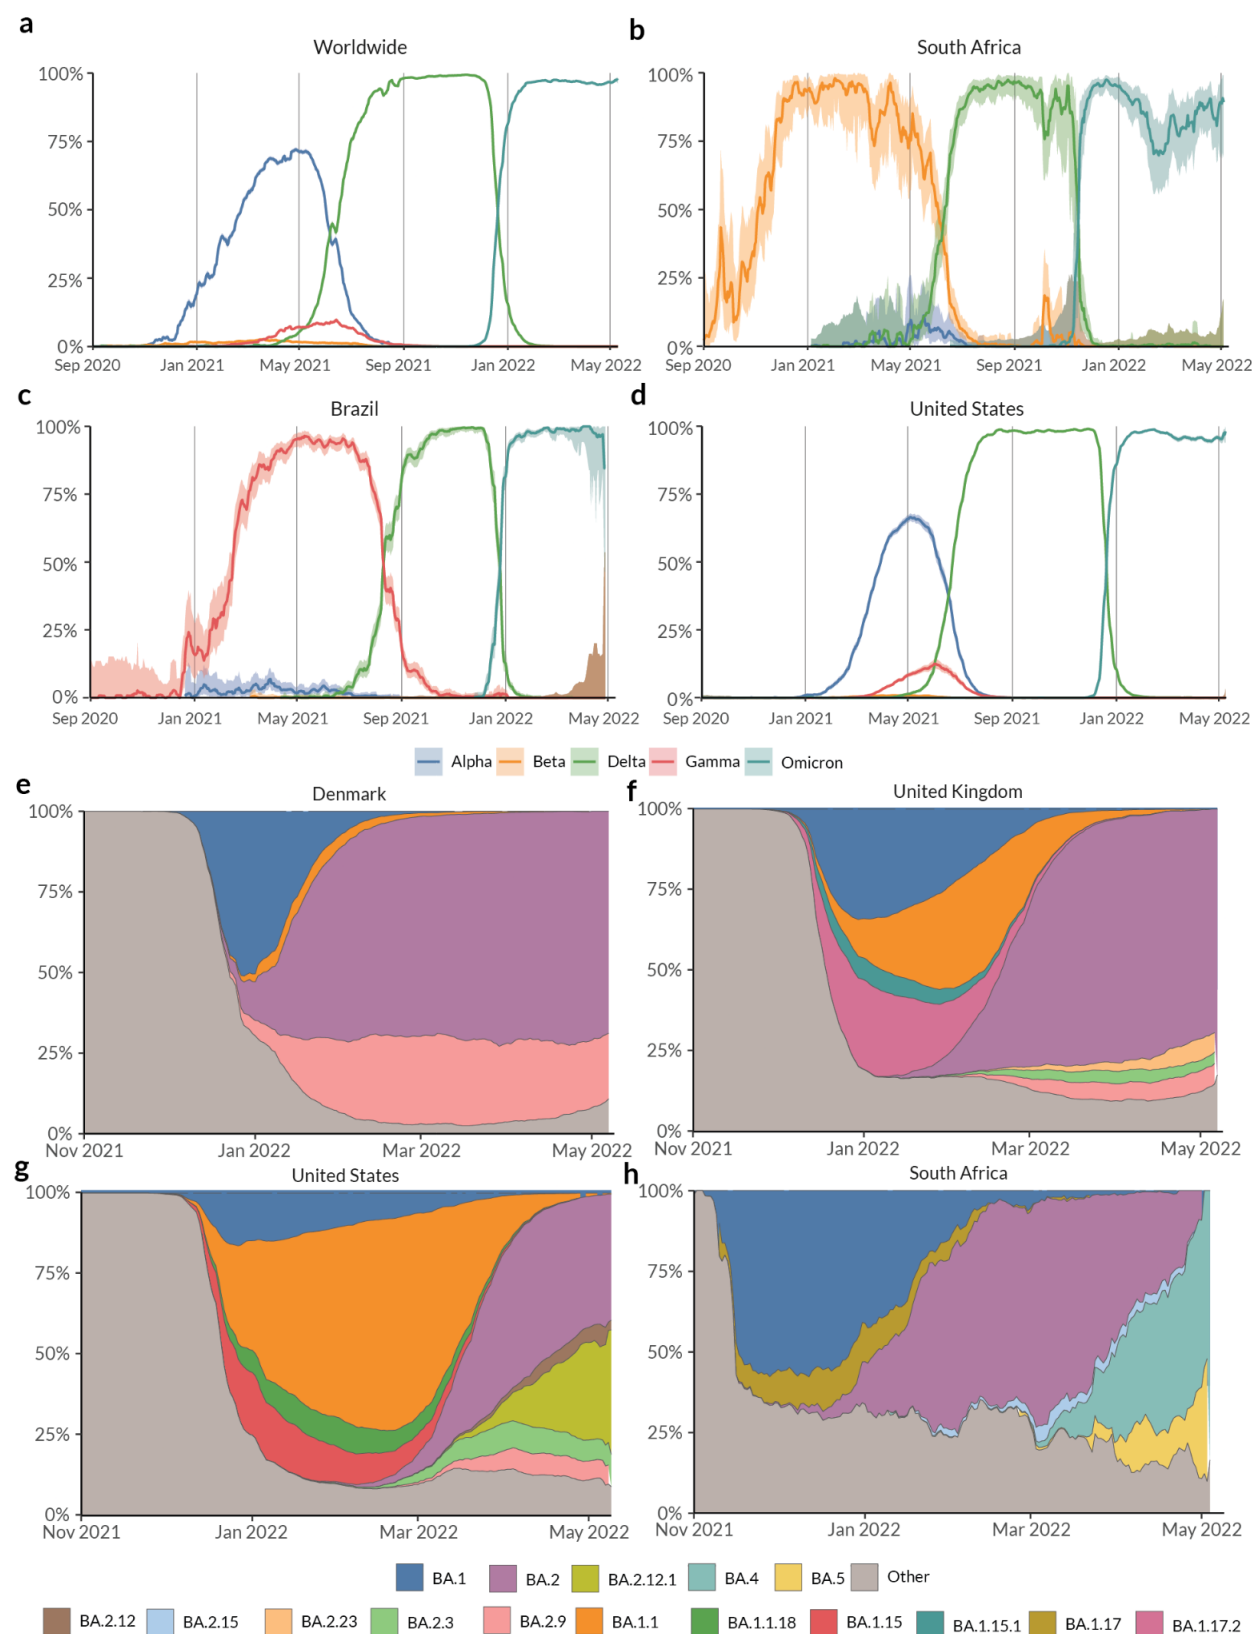 a
Worldwide
100%
75%
50%
25%
0%
Sep 2020 Jan 2021 May 2021 Sep 2021 Jan 2022 May 2022
b
South Africa
100%
75%
50%
25%
0%
Sep 2020 Jan 2021 May 2021 Sep 2021 Jan 2022 May 2022
c
Brazil
100%
75%
50%
25%
0%
Sep 2020 Jan 2021 May 2021 Sep 2021 Jan 2022 May 2022
d
United States
100%
75%
50%
25%
0%
Sep 2020 Jan 2021 May 2021 Sep 2021 Jan 2022 May 2022
Alpha Beta Delta Gamma Omicron
e
Denmark
100%
75%
50%
25%
0%
Nov 2021 Jan 2022 Mar 2022 May 2022
f
United Kingdom
100%
75%
50%
25%
0%
Nov 2021 Jan 2022 Mar 2022 May 2022
g
United States
100%
75%
50%
25%
0%
Nov 2021 Jan 2022 Mar 2022 May 2022
h
South Africa
100%
75%
50%
25%
0%
Nov 2021 Jan 2022 Mar 2022 May 2022
BA.1 BA.2 BA.2.12.1 BA.4 BA.5 Other
BA.2.12 BA.2.15 BA.2.23 BA.2.3 BA.2.9 BA.1.1 BA.1.1.18 BA.1.15 BA.1.15.1 BA.1.17 BA.1.17.2